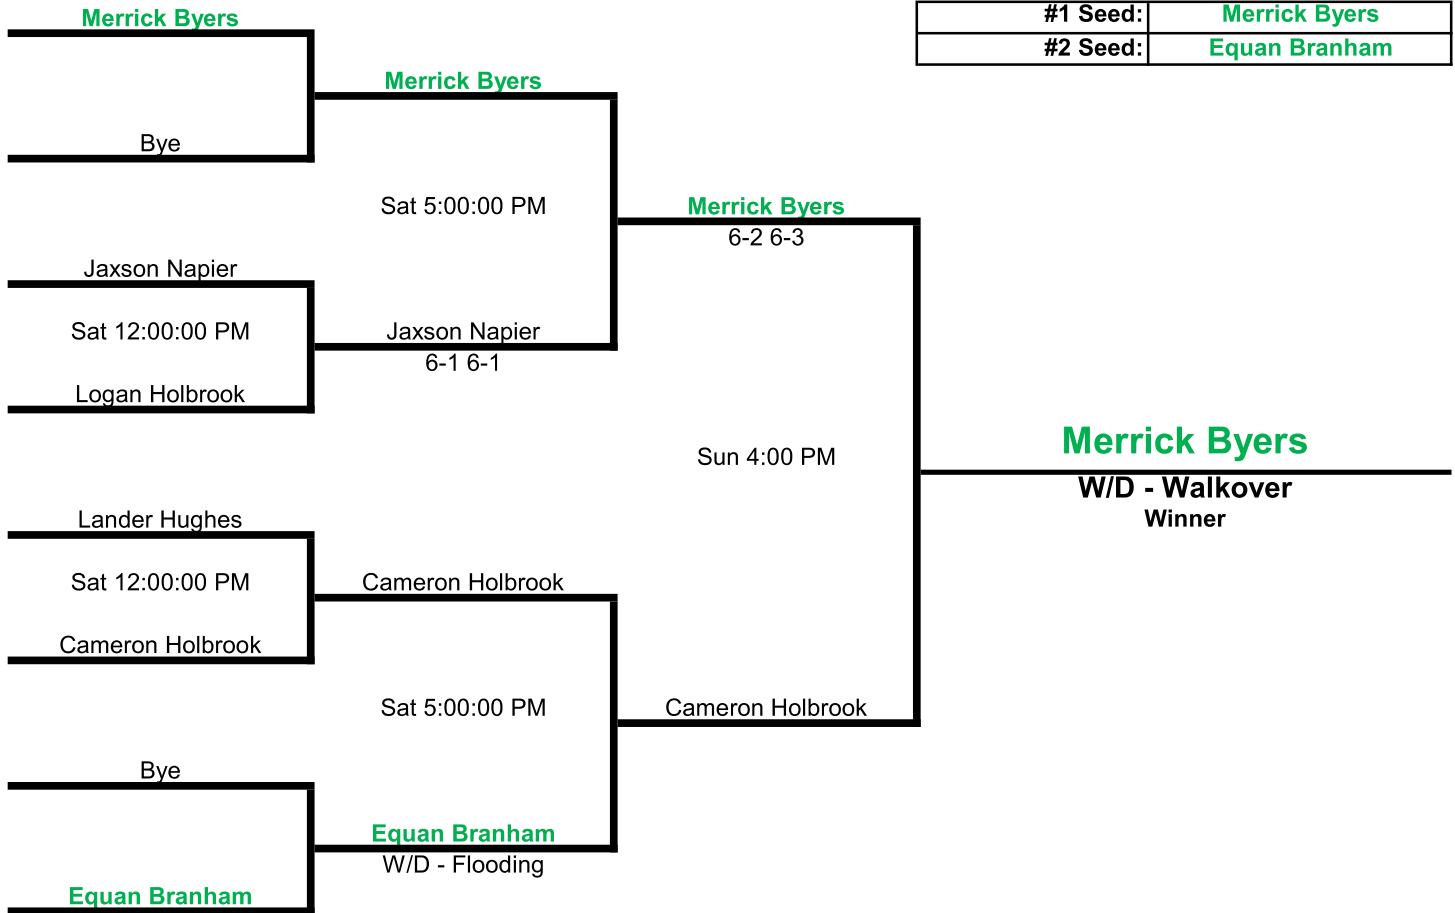 Merrick Byers
#1 Seed: Merrick Byers
#2 Seed: Equan Branham
Merrick Byers
Bye
Sat 5:00:00 PM
Merrick Byers
6-2 6-3
Jaxson Napier
Sat 12:00:00 PM
Jaxson Napier
6-1 6-1
Logan Holbrook
Sun 4:00 PM
Merrick Byers
W/D - Walkover
Winner
Lander Hughes
Sat 12:00:00 PM
Cameron Holbrook
Cameron Holbrook
Sat 5:00:00 PM
Cameron Holbrook
Bye
Equan Branham
W/D - Flooding
Equan Branham